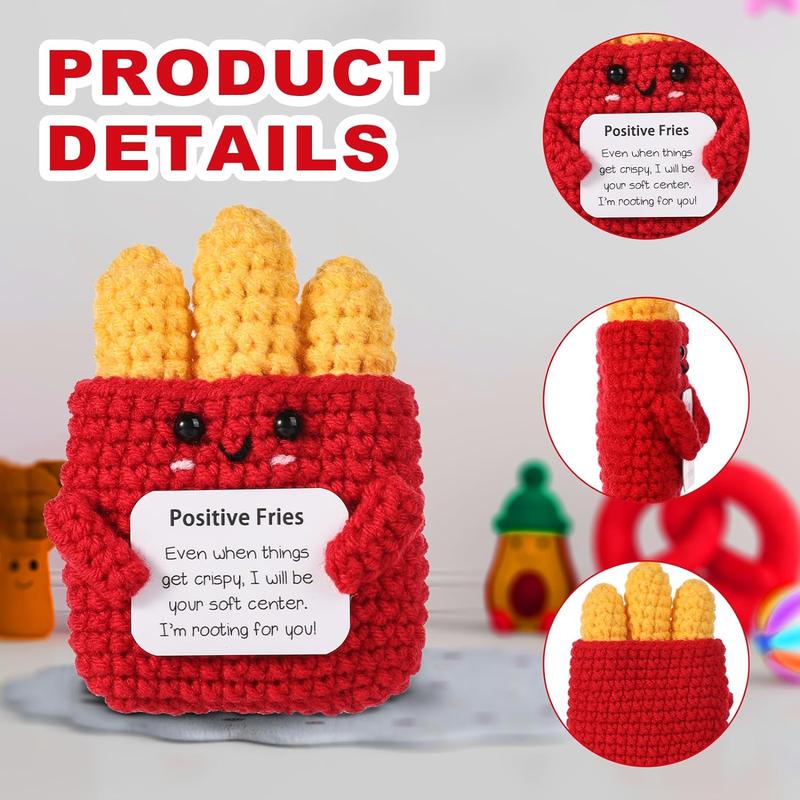 PRODUCT
DETAILS
Positive Fries
Even when things
get crispy, I will be
your soft center.
I'm rooting for you!
Positive Fries
Even when things
get crispy, I will be
your soft center.
I'm rooting for you!